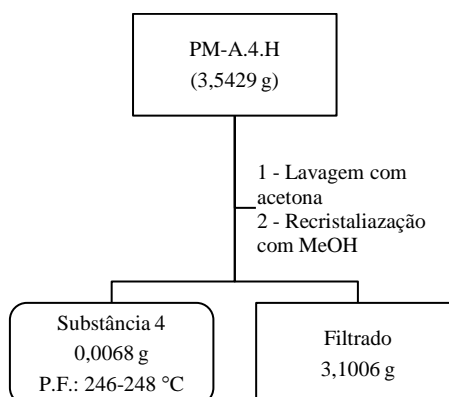 PM-A.4.H
(3,5429 g)
1 - Lavagem com
acetona
2 - Recristaliazação
com MeOH
Substância 4
0,0068 g
P.F.: 246-248 °C
Filtrado
3,1006 g